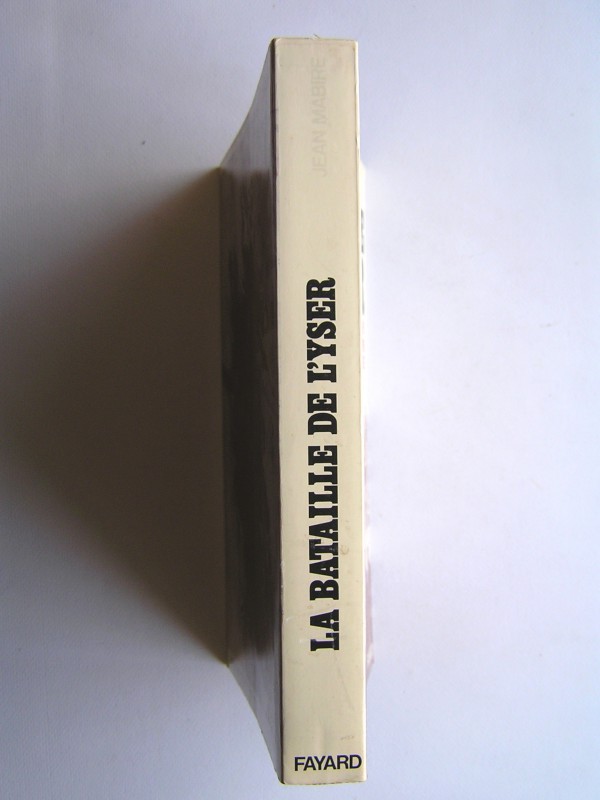 JEAN MABIRE
LA BATAILLE DE L'YSER
FAYARD